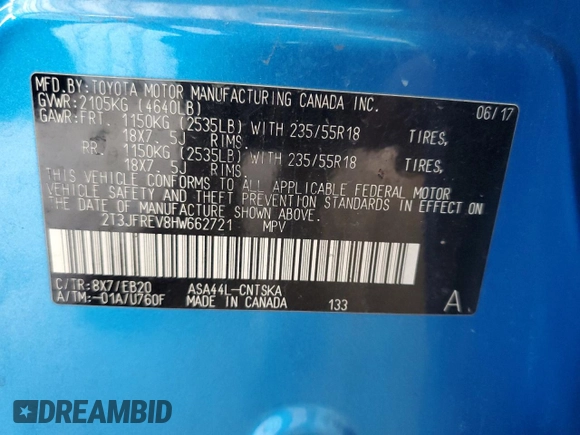 MFD.BY:TOYOTA MOTOR MANUFACTURING CANADA INC.
GVWR:2105KG (4640LB) 06/17
GAWR:FRT. 1150KG (2535LB) WITH 235/55R18 TIRES,
18X7.5J RIMS.
RR. 1150KG (2535LB) WITH 235/55R18 TIRES,
18X7.5J RIMS.
THIS VEHICLE CONFORMS TO ALL APPLICABLE FEDERAL MOTOR
VEHICLE SAFETY AND THEFT PREVENTION STANDARDS IN EFFECT ON
THE DATE OF MANUFACTURE SHOWN ABOVE.
2T3JFREV8HW662721 MPV
C/TR:8X7/EB20 ASA44L-CNTSKA
A/TM:-01A/U760F MADE IN CANADA 133 A
DREAMBID